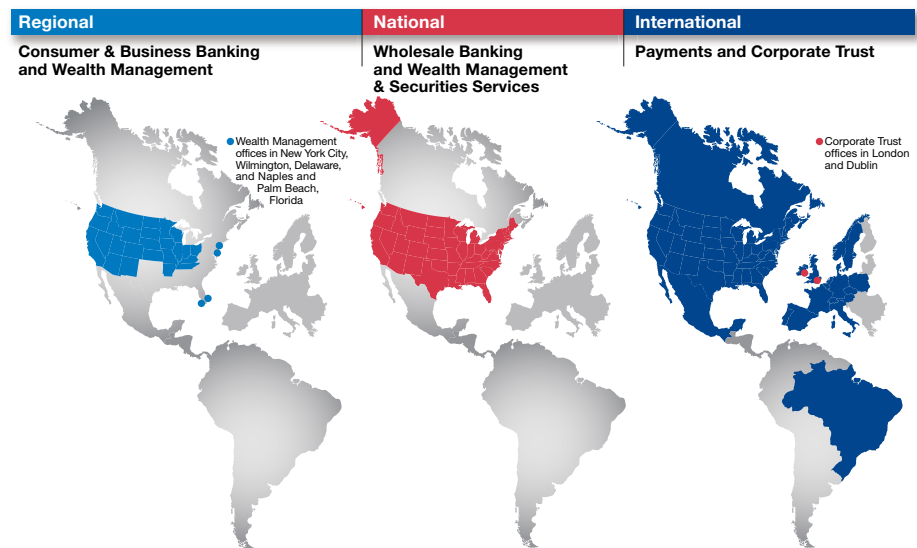 Regional
Consumer & Business Banking
and Wealth Management
Wealth Management
offices in New York City,
Wilmington, Delaware,
and Naples and
Palm Beach,
Florida
National
Wholesale Banking
and Wealth Management
& Securities Services
International
Payments and Corporate Trust
Corporate Trust
offices in London
and Dublin